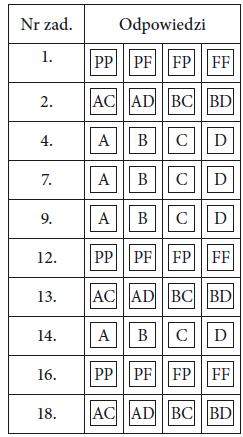 Nr zad. Odpowiedzi
1. PP PF FP FF
2. AC AD BC BD
4. A B C D
7. A B C D
9. A B C D
12. PP PF FP FF
13. AC AD BC BD
14. A B C D
16. PP PF FP FF
18. AC AD BC BD